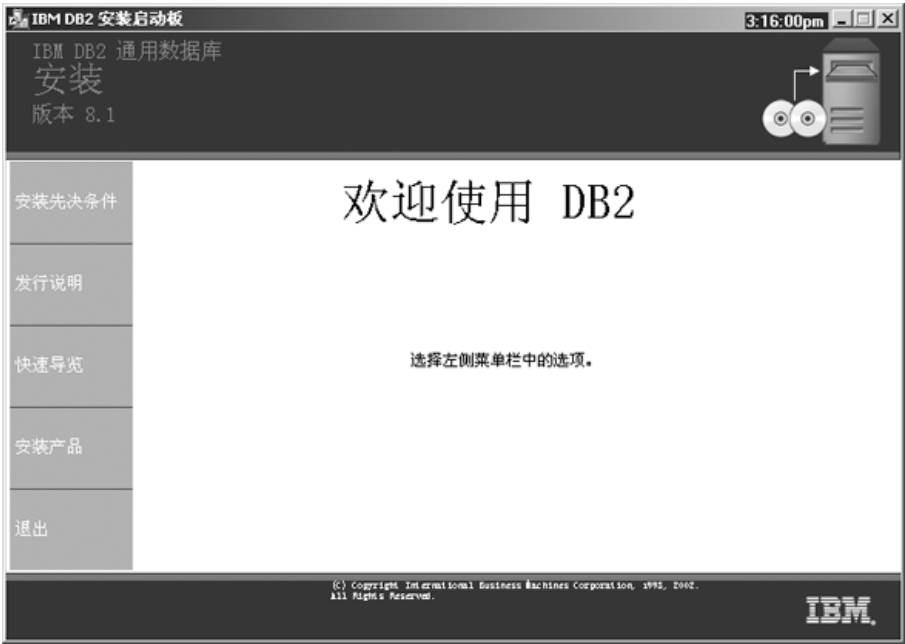 IBM DB2 安装启动板
3:16:00pm
IBM DB2 通用数据库
安装
版本 8.1
安装先决条件
发行说明
快速导览
安装产品
退出
欢迎使用 DB2
选择左侧菜单栏中的选项。
(C) Copyright International Business Machines Corporation, 1993, 2002.
All Rights Reserved.
IBM.